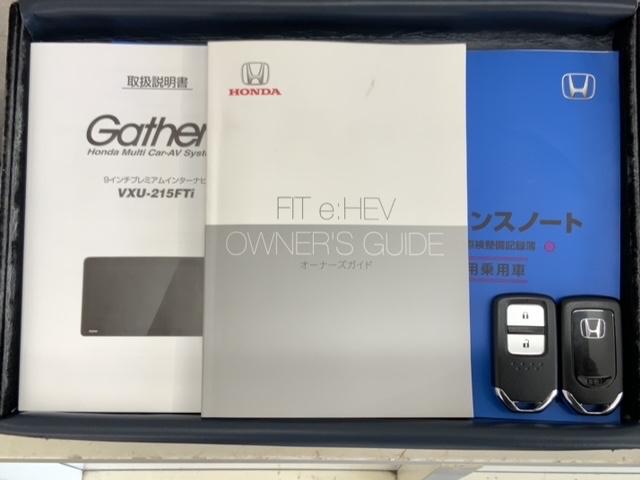 取扱説明書
Gather
Honda Multi Car-AV Syst
9インチプレミアムインターナビ
VXU-215FTi
HONDA
FIT e:HEV
OWNER'S GUIDE
オーナーズガイド
ンスノート
検整備記録簿
用乗用車